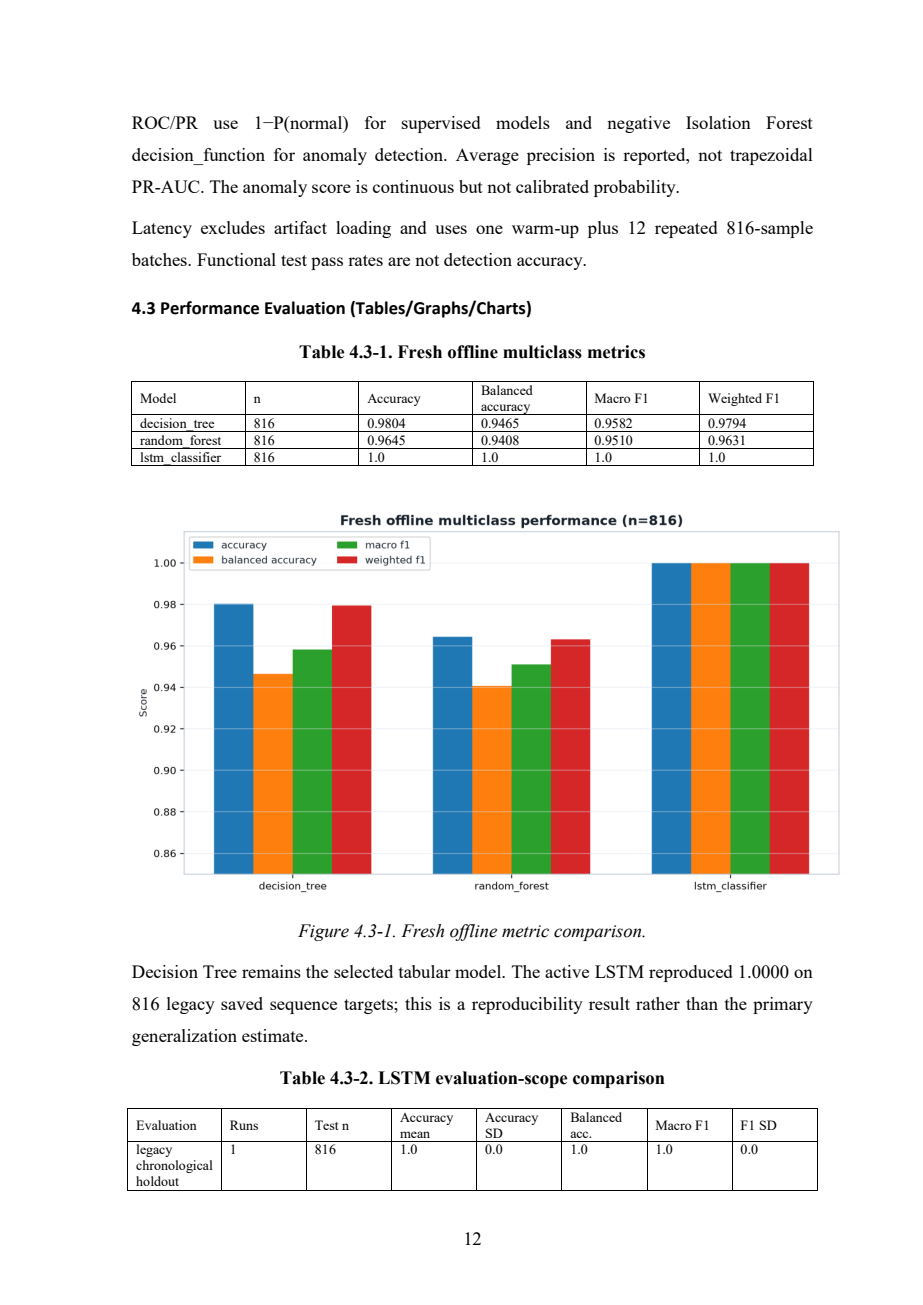 ROC/PR use 1−P(normal) for supervised models and negative Isolation Forest
decision_function for anomaly detection. Average precision is reported, not trapezoidal
PR-AUC. The anomaly score is continuous but not calibrated probability.
Latency excludes artifact loading and uses one warm-up plus 12 repeated 816-sample
batches. Functional test pass rates are not detection accuracy.
4.3 Performance Evaluation (Tables/Graphs/Charts)
Table 4.3-1. Fresh offline multiclass metrics
Model n Accuracy Balanced accuracy Macro F1 Weighted F1
decision_tree 816 0.9804 0.9465 0.9582 0.9794
random_forest 816 0.9645 0.9408 0.9510 0.9631
lstm_classifier 816 1.0 1.0 1.0 1.0
Fresh offline multiclass performance (n=816)
accuracy macro f1
balanced accuracy weighted f1
1.00
0.98
0.96
0.94
0.92
0.90
0.88
0.86
Score
decision_tree random_forest lstm_classifier
Figure 4.3-1. Fresh offline metric comparison.
Decision Tree remains the selected tabular model. The active LSTM reproduced 1.0000 on
816 legacy saved sequence targets; this is a reproducibility result rather than the primary
generalization estimate.
Table 4.3-2. LSTM evaluation-scope comparison
Evaluation Runs Test n Accuracy mean Accuracy SD Balanced acc. Macro F1 F1 SD
legacy chronological holdout 1 816 1.0 0.0 1.0 1.0 0.0
12